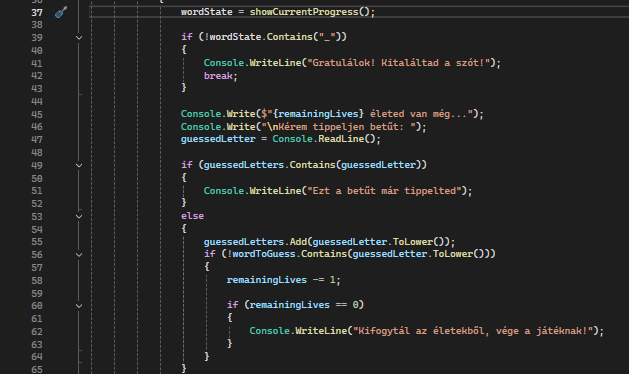 37 wordState = showCurrentProgress();
38
39 if (!wordState.Contains("_"))
40 {
41 Console.WriteLine("Gratulálok! Kitaláltad a szót!");
42 break;
43 }
44
45 Console.Write($"{remainingLives} életed van még...");
46 Console.Write("\nKérem tippeljen betűt: ");
47 guessedLetter = Console.ReadLine();
48
49 if (guessedLetters.Contains(guessedLetter))
50 {
51 Console.WriteLine("Ezt a betűt már tippelted");
52 }
53 else
54 {
55 guessedLetters.Add(guessedLetter.ToLower());
56 if (!wordToGuess.Contains(guessedLetter.ToLower()))
57 {
58 remainingLives -= 1;
59
60 if (remainingLives == 0)
61 {
62 Console.WriteLine("Kifogytál az életekből, vége a játéknak!");
63 }
64 }
65 }